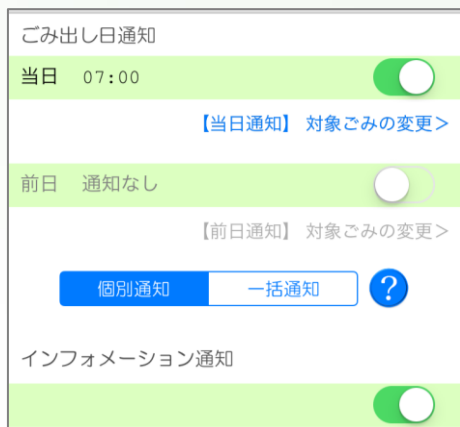 ごみ出し日通知
当日 07:00
【当日通知】 対象ごみの変更＞
前日 通知なし
【前日通知】 対象ごみの変更＞
個別通知 一括通知 ?
インフォメーション通知